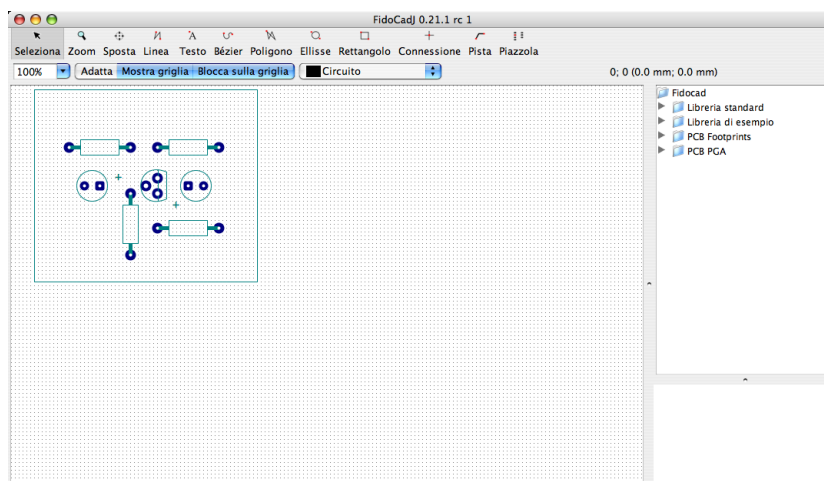 FidoCadJ 0.21.1 rc 1
Seleziona Zoom Sposta Linea Testo Bézier Poligono Ellisse Rettangolo Connessione Pista Piazzola
100% Adatta Mostra griglia Blocca sulla griglia Circuito 0; 0 (0.0 mm; 0.0 mm)
Fidocad
Libreria standard
Libreria di esempio
PCB Footprints
PCB PGA